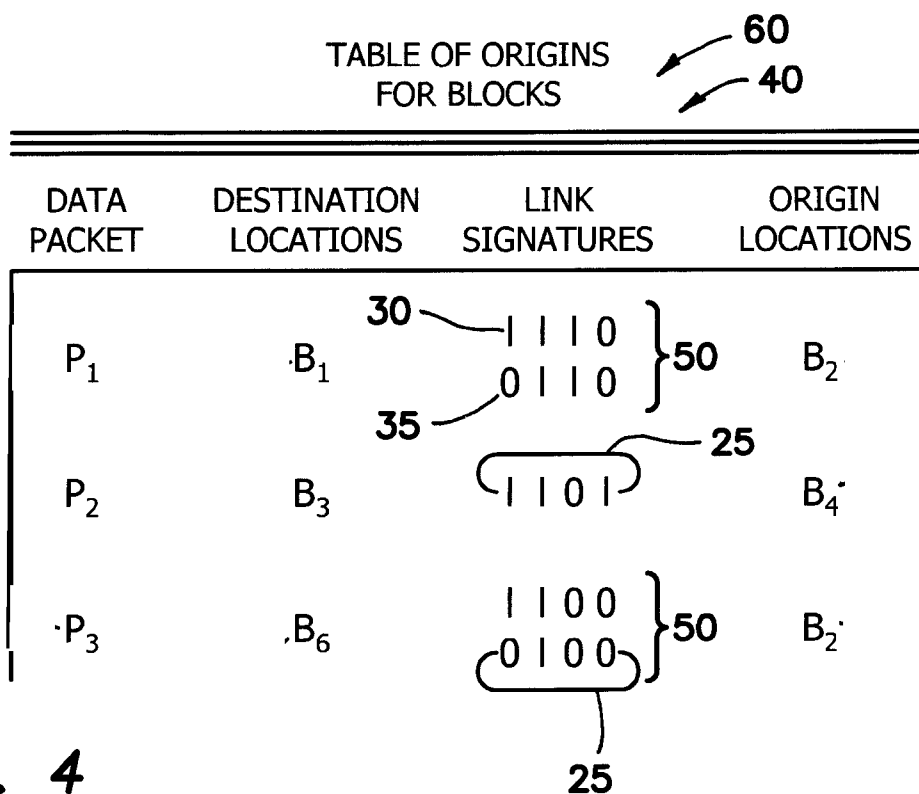 TABLE OF ORIGINS
FOR BLOCKS
60
40
DATA PACKET DESTINATION LOCATIONS LINK SIGNATURES ORIGIN LOCATIONS
30 1 1 1 0
P1 B1 50 B2
35 0 1 1 0
25
P2 B3 1 1 0 1 B4
1 1 0 0
P3 B6 50 B2
0 1 0 0
25
. 4